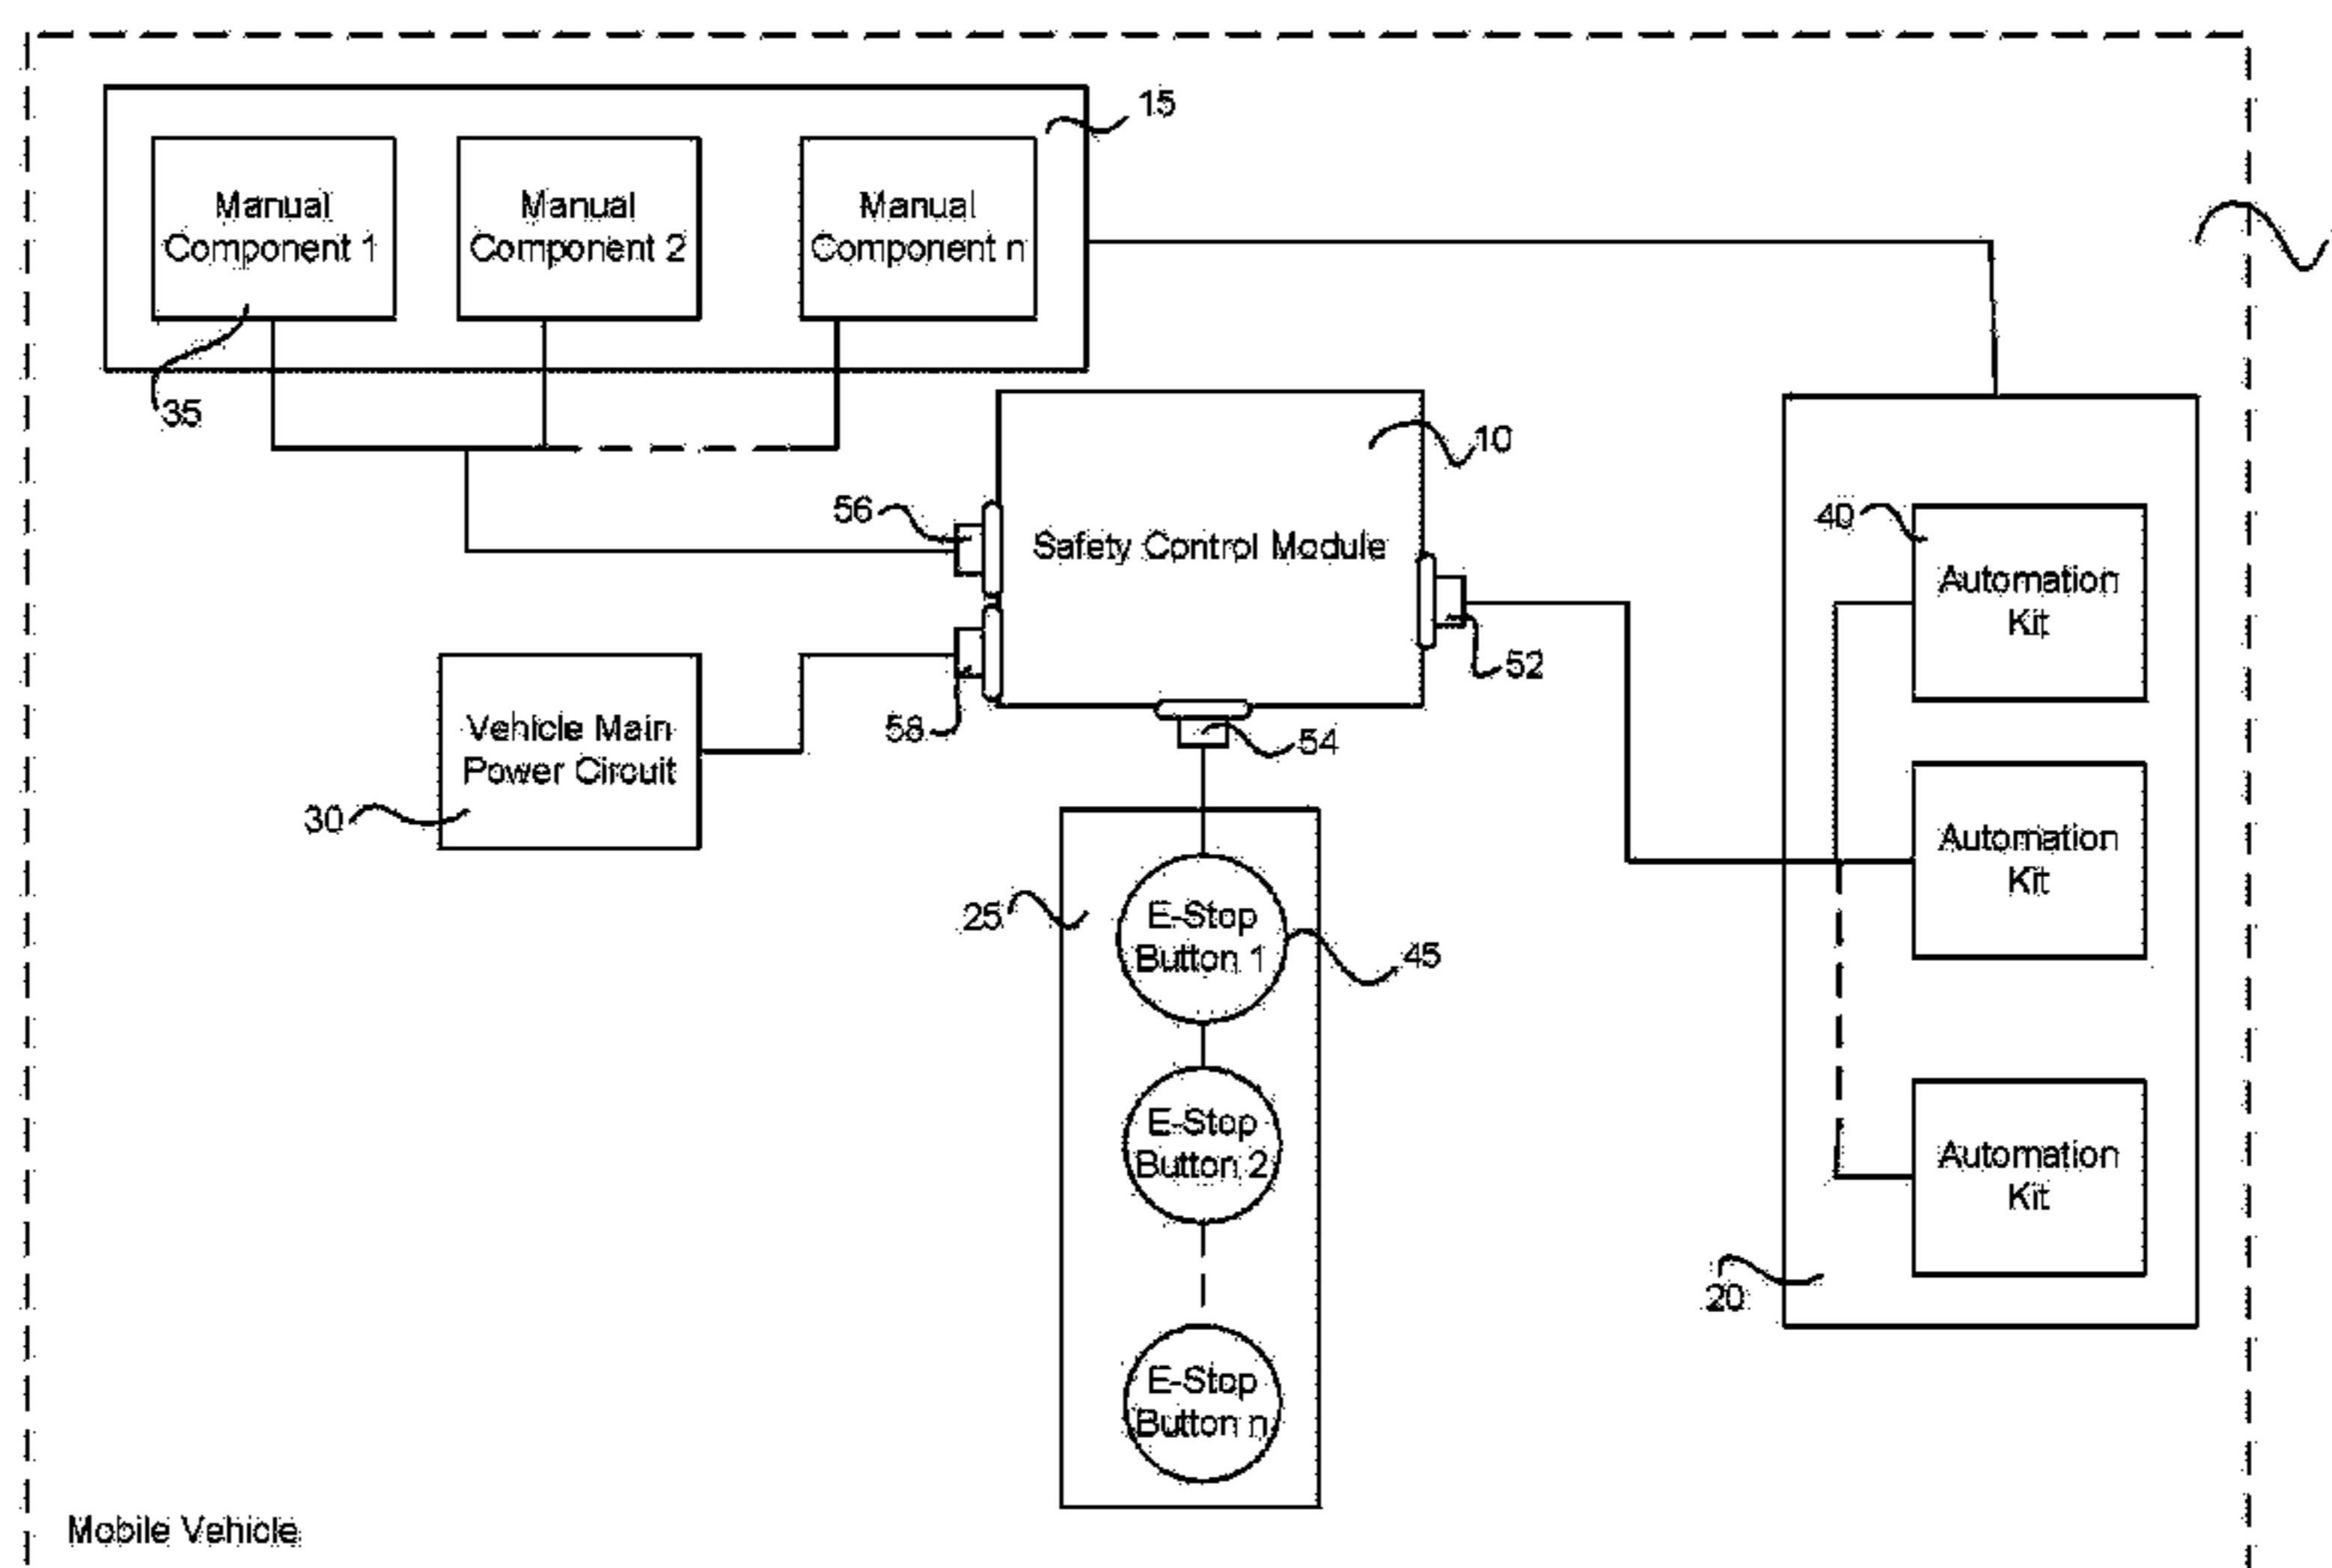 15
Manual
Component 1
Manual
Component 2
Manual
Component n
35
10
56
Safety Control Module
40
Automation
Kit
52
58
Vehicle Main
Power Circuit
54
30
Automation
Kit
25
E-Stop
Button 1
45
E-Stop
Button 2
Automation
Kit
20
E-Stop
Button n
Mobile Vehicle